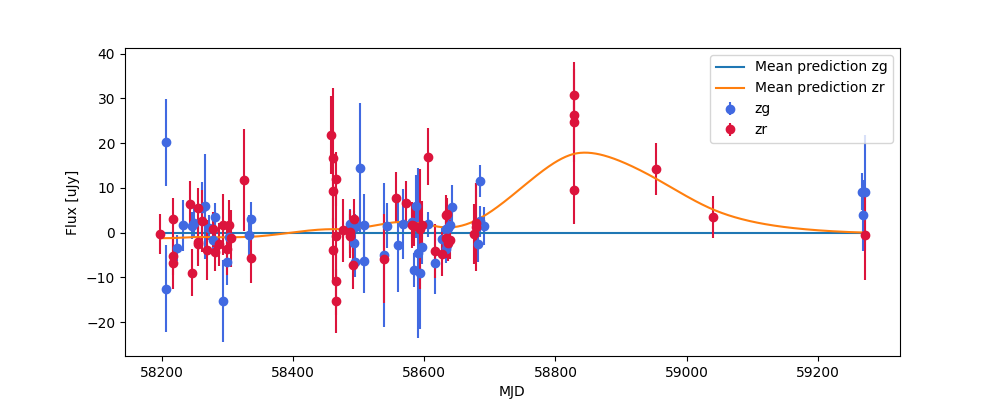 40
30
20
10
0
−10
−20
Flux [uJy]
58200 58400 58600 58800 59000 59200
MJD
Mean prediction zg
Mean prediction zr
zg
zr